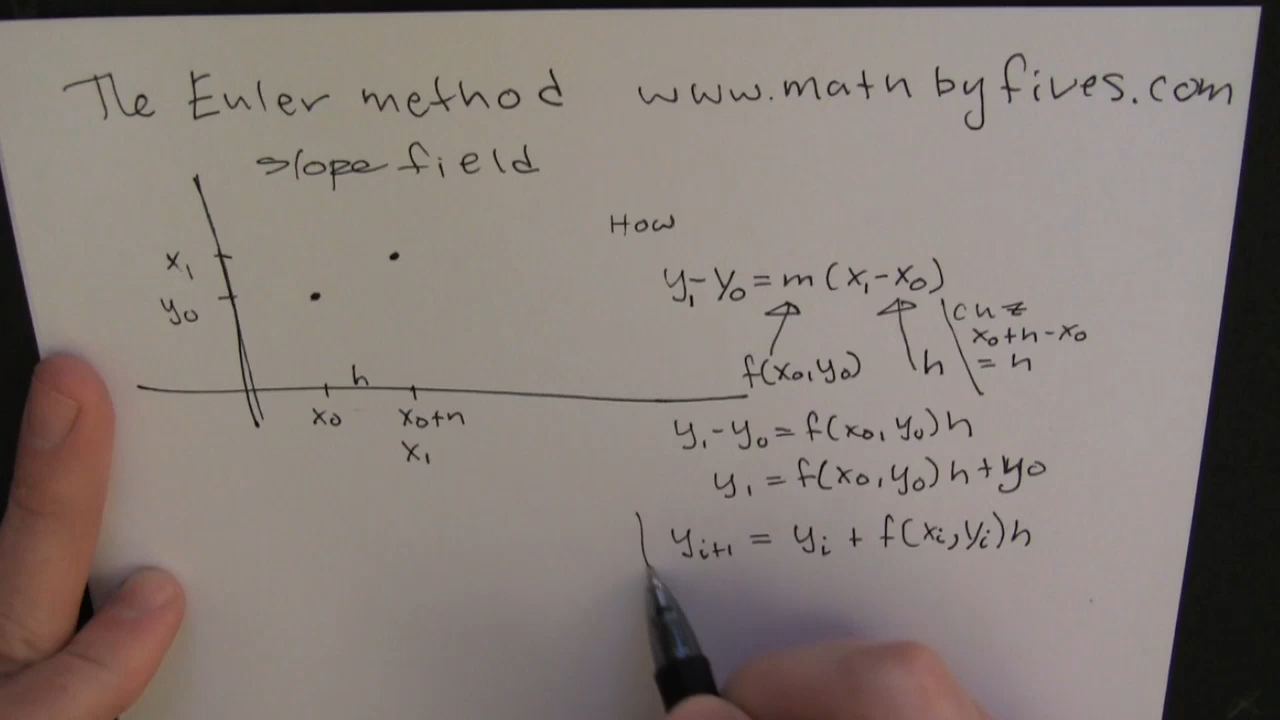 The Euler method www.mathbyfives.com
slope field
How
x₁
y₀
h
x₀ x₀+h
x₁
y₁-y₀ = m(x₁-x₀)
f(x₀,y₀) h
cuz
x₀+h-x₀
= h
y₁-y₀ = f(x₀,y₀)h
y₁ = f(x₀,y₀)h+y₀
yᵢ₊₁ = yᵢ + f(xᵢ,yᵢ)h